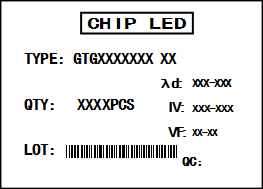 CHIP LED
TYPE: GTGXXXXXXX XX
λd: xxx-xxx
QTY: XXXXPCS
IV: xxx-xxx
VF: xx-xx
LOT:
QC: